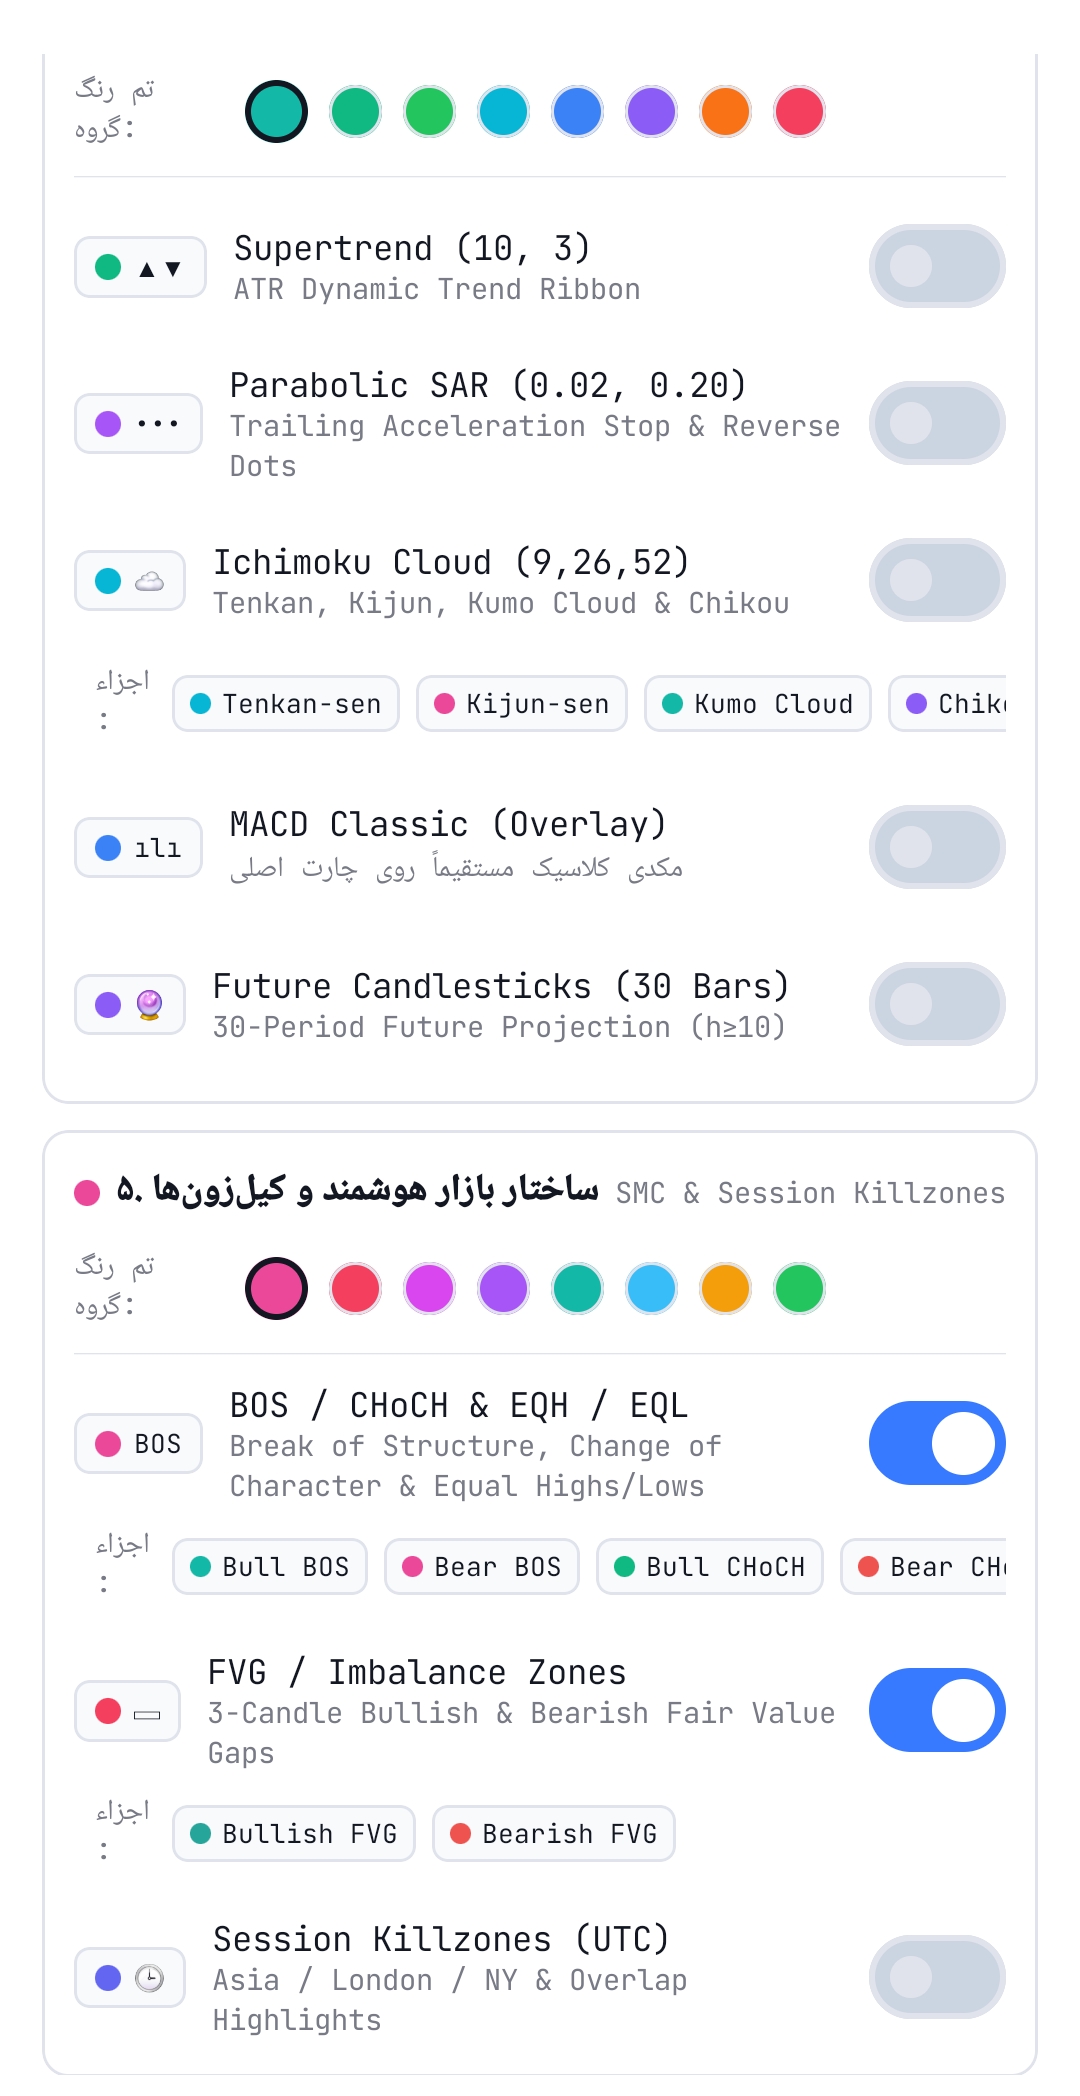 تم رنگ
گروه:
▲▼
Supertrend (10, 3)
ATR Dynamic Trend Ribbon
•••
Parabolic SAR (0.02, 0.20)
Trailing Acceleration Stop & Reverse
Dots
Ichimoku Cloud (9,26,52)
Tenkan, Kijun, Kumo Cloud & Chikou
اجزاء
:
Tenkan-sen
Kijun-sen
Kumo Cloud
ılı
MACD Classic (Overlay)
مکدی کلاسیک مستقیماً روی چارت اصلی
Future Candlesticks (30 Bars)
30-Period Future Projection (h≥10)
۵. ساختار بازار هوشمند و کیل‌زون‌ها SMC & Session Killzones
تم رنگ
گروه:
BOS
BOS / CHoCH & EQH / EQL
Break of Structure, Change of
Character & Equal Highs/Lows
اجزاء
:
Bull BOS
Bear BOS
Bull CHoCH
Bear
FVG / Imbalance Zones
3-Candle Bullish & Bearish Fair Value
Gaps
اجزاء
:
Bullish FVG
Bearish FVG
Session Killzones (UTC)
Asia / London / NY & Overlap
Highlights